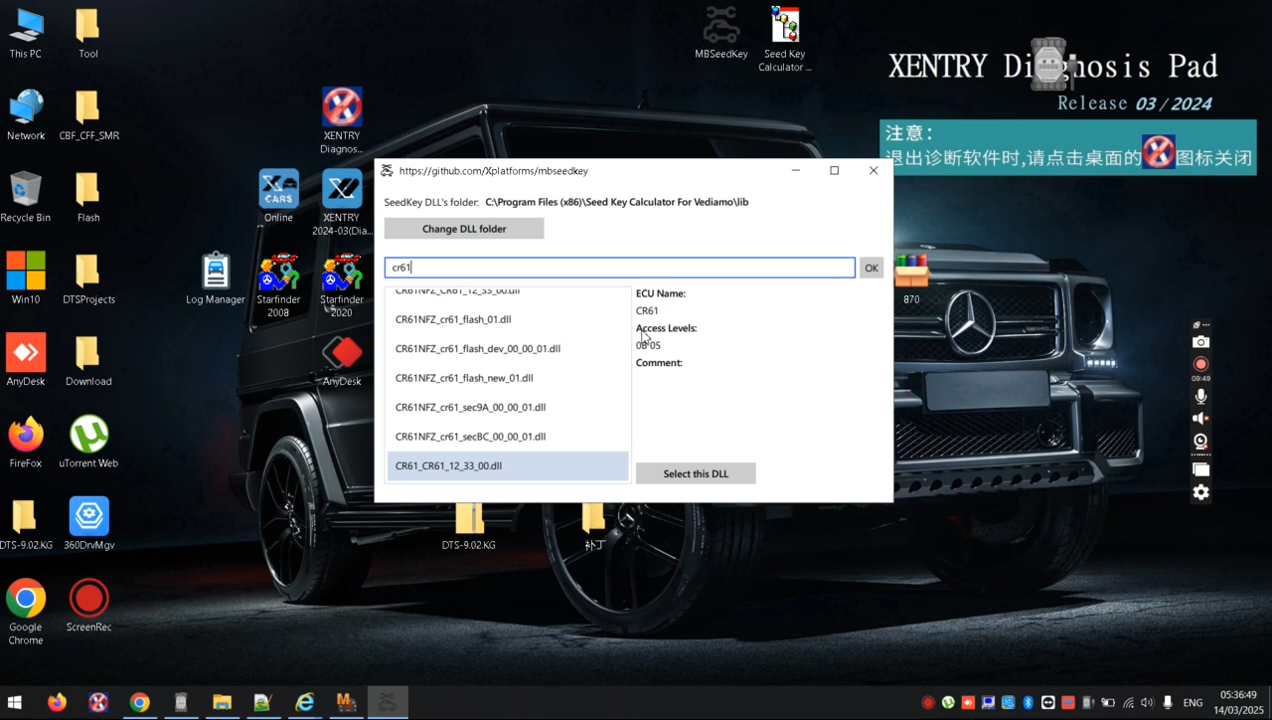 This PC
Tool
MBSeedKey
Seed Key
Calculator ...
XENTRY Diagnosis Pad
Release 03/2024
注意：
退出诊断软件时,请点击桌面的
图标关闭
Network
CBF_CFF_SMR
XENTRY
Diagnos...
Recycle Bin
Flash
Online
XENTRY
2024-03(Dia...
Win10
DTSProjects
Log Manager
Starfinder
2008
Starfinder
2020
870
AnyDesk
Download
AnyDesk
FireFox
uTorrent Web
DTS-9.02.KG
360DrvMgv
DTS-9.02.KG
补丁
Google
Chrome
ScreenRec
https://github.com/Xplatforms/mbseedkey
SeedKey DLL's folder: C:\Program Files (x86)\Seed Key Calculator For Vediamo\lib
Change DLL folder
cr61
OK
CR61NFZ_CR61_12_33_00.dll
CR61NFZ_cr61_flash_01.dll
CR61NFZ_cr61_flash_dev_00_00_01.dll
CR61NFZ_cr61_flash_new_01.dll
CR61NFZ_cr61_sec9A_00_00_01.dll
CR61NFZ_cr61_secBC_00_00_01.dll
CR61_CR61_12_33_00.dll
ECU Name:
CR61
Access Levels:
0B 05
Comment:
Select this DLL
09:49
ENG
05:36:49
14/03/2025